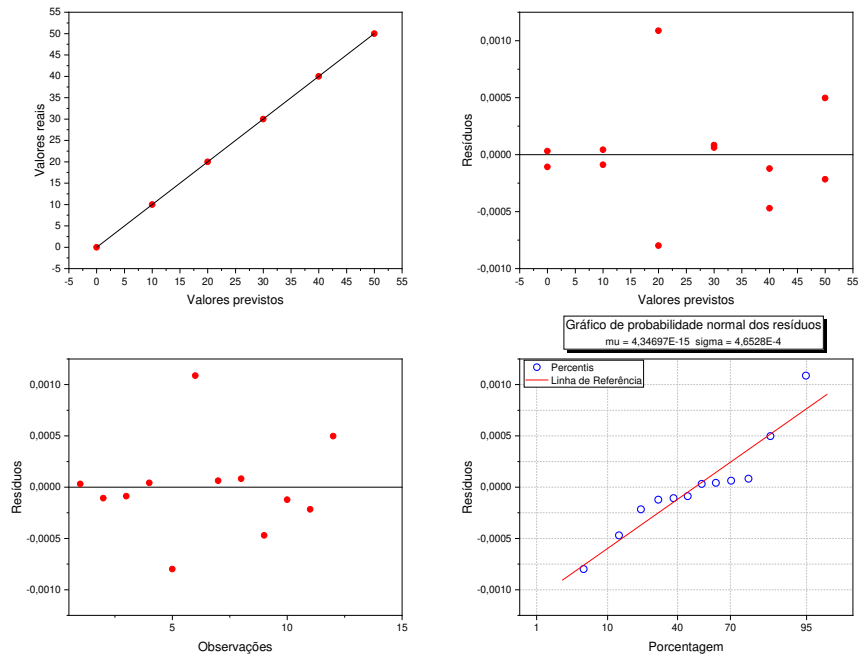 55
50
45
40
35
30
25
20
15
10
5
0
-5
Valores reais
-5 0 5 10 15 20 25 30 35 40 45 50 55
Valores previstos
0,0010
0,0005
0,0000
-0,0005
-0,0010
Resíduos
-5 0 5 10 15 20 25 30 35 40 45 50 55
Valores previstos
0,0010
0,0005
0,0000
-0,0005
-0,0010
Resíduos
5 10 15
Observações
Gráfico de probabilidade normal dos resíduos
mu = 4,34697E-15 sigma = 4,6528E-4
Percentis
Linha de Referência
0,0010
0,0005
0,0000
-0,0005
-0,0010
Resíduos
1 10 40 70 95
Porcentagem